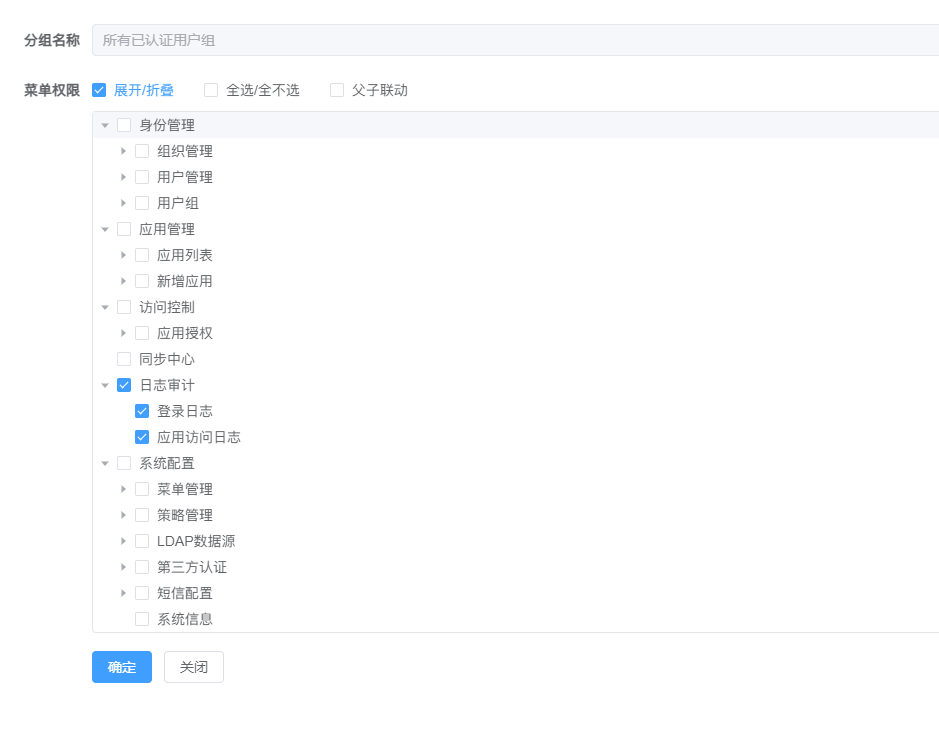 分组名称 所有已认证用户组
菜单权限 展开/折叠 全选/全不选 父子联动
身份管理
组织管理
用户管理
用户组
应用管理
应用列表
新增应用
访问控制
应用授权
同步中心
日志审计
登录日志
应用访问日志
系统配置
菜单管理
策略管理
LDAP数据源
第三方认证
短信配置
系统信息
确定 关闭